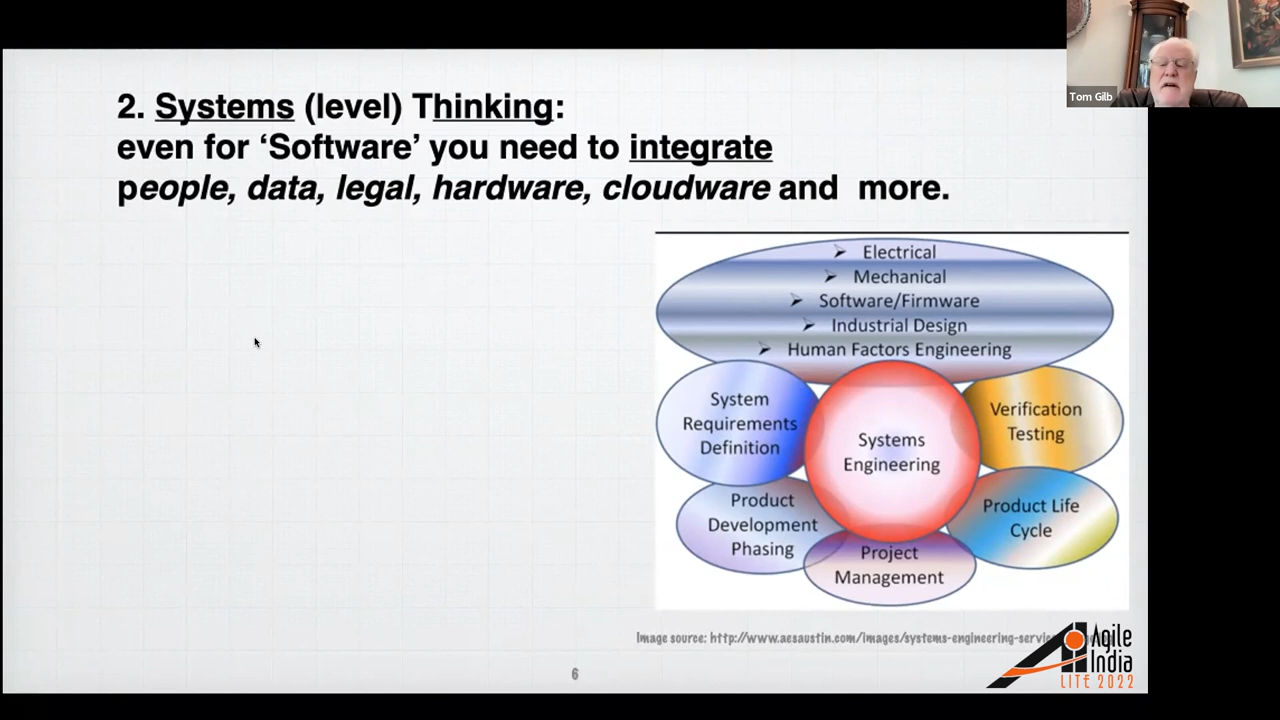 Tom Gilb
2. Systems (level) Thinking:
even for ‘Software’ you need to integrate
people, data, legal, hardware, cloudware and more.
➢ Electrical
➢ Mechanical
➢ Software/Firmware
➢ Industrial Design
➢ Human Factors Engineering
System
Requirements
Definition
Systems
Engineering
Verification
Testing
Product
Development
Phasing
Product Life
Cycle
Project
Management
Image source: http://www.aesaustin.com/images/systems-engineering-servic
6
Agile
India
LITE 2022